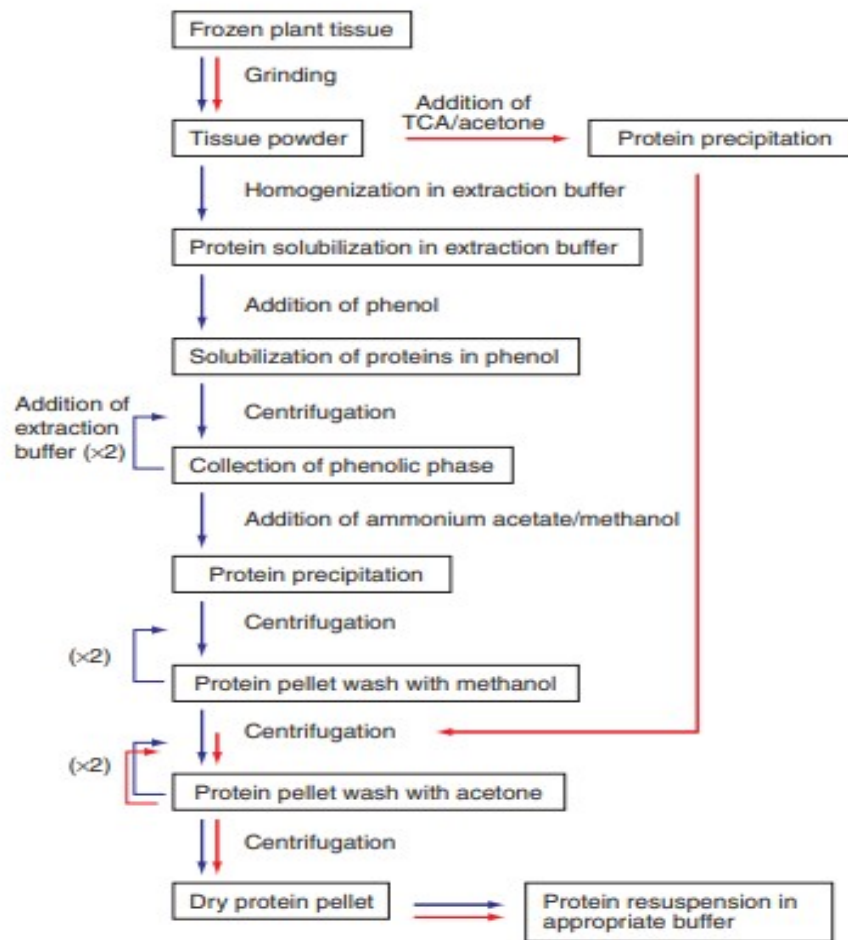 Frozen plant tissue
Grinding
Addition of
TCA/acetone
Tissue powder
Protein precipitation
Homogenization in extraction buffer
Protein solubilization in extraction buffer
Addition of phenol
Solubilization of proteins in phenol
Addition of
extraction
buffer (×2)
Centrifugation
Collection of phenolic phase
Addition of ammonium acetate/methanol
Protein precipitation
Centrifugation
(×2)
Protein pellet wash with methanol
Centrifugation
(×2)
Protein pellet wash with acetone
Centrifugation
Dry protein pellet
Protein resuspension in
appropriate buffer